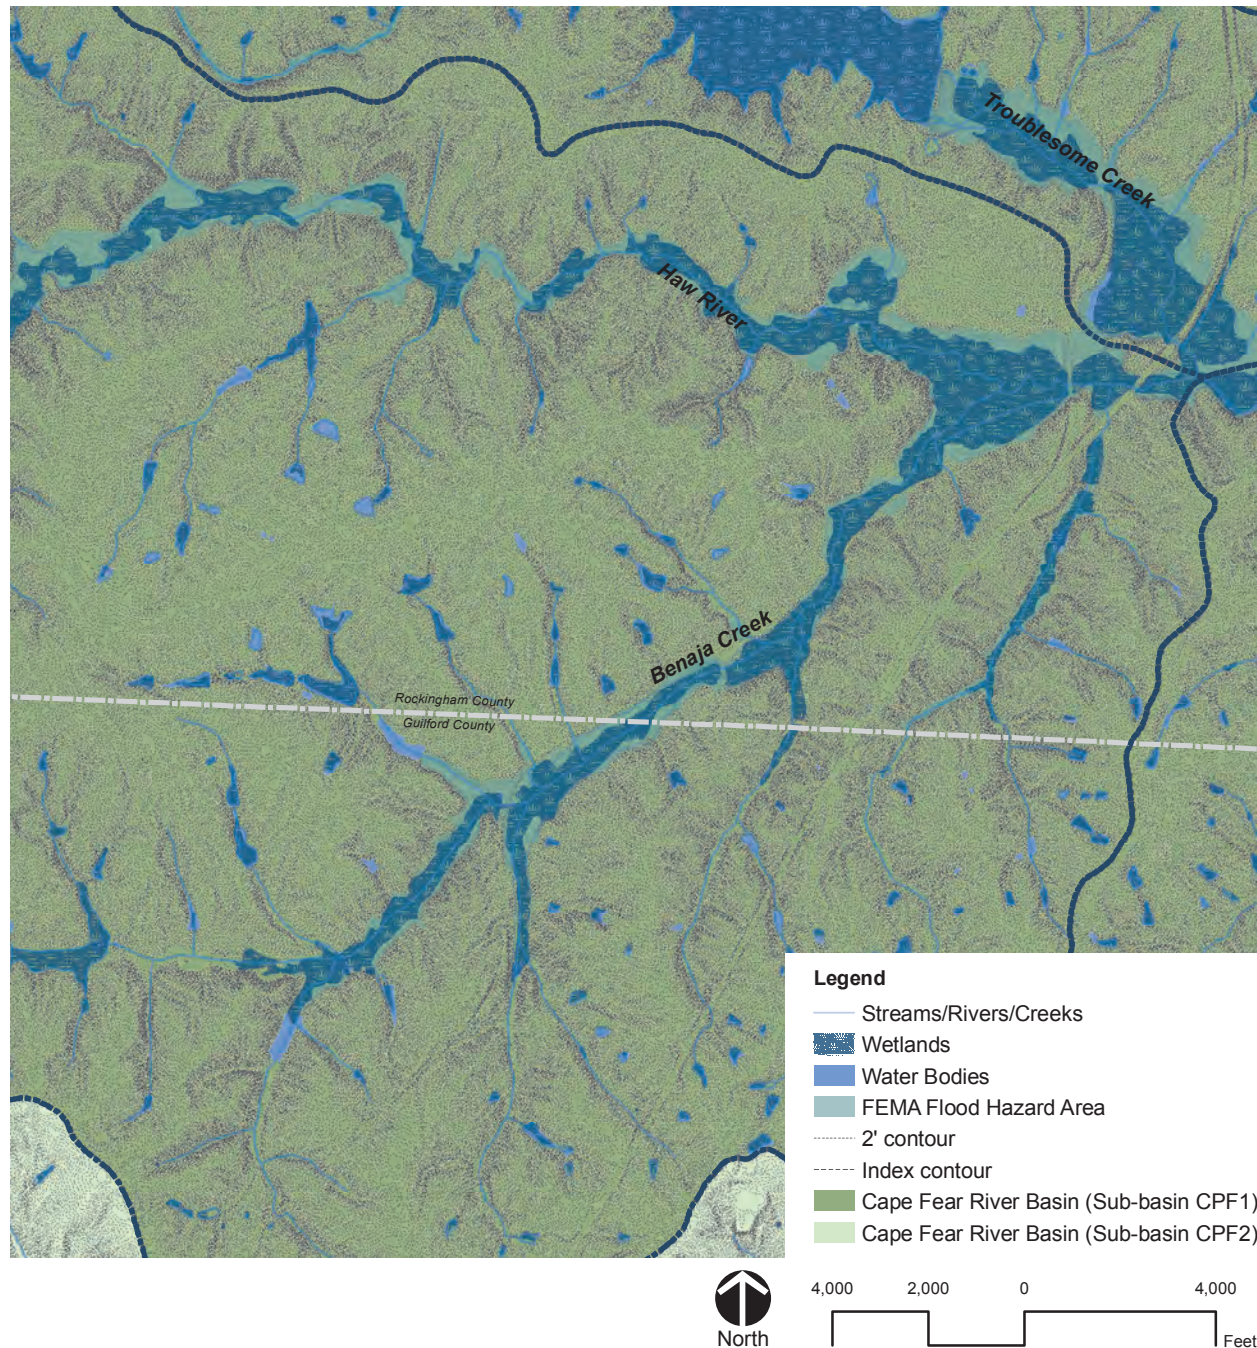 Troublesome Creek
Haw River
Benaja Creek
Rockingham County
Guilford County
Legend
Streams/Rivers/Creeks
Wetlands
Water Bodies
FEMA Flood Hazard Area
2' contour
Index contour
Cape Fear River Basin (Sub-basin CPF1)
Cape Fear River Basin (Sub-basin CPF2)
North
4,000 2,000 0 4,000
Feet